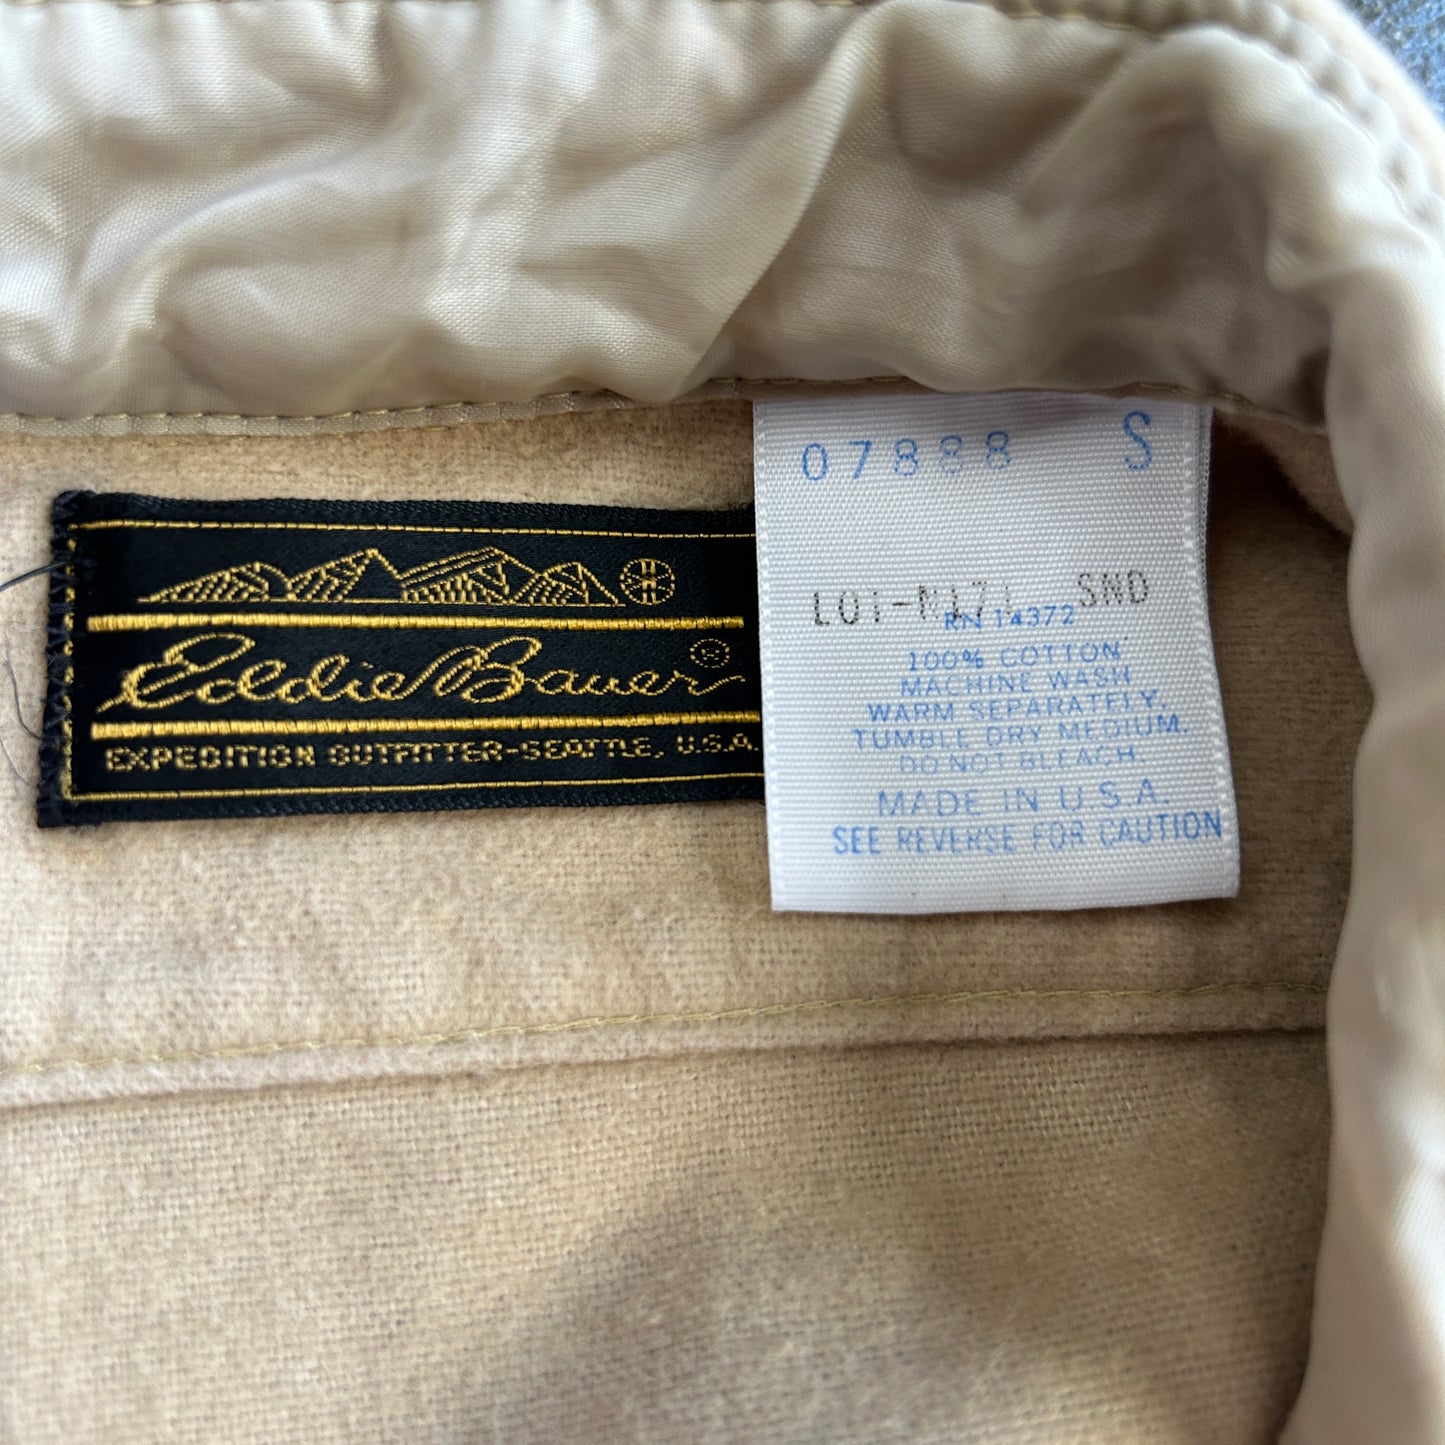 Eddie Bauer®
EXPEDITION OUTFITTER-SEATTLE, U.S.A.
07888 S
SND
RN 14372
100% COTTON
MACHINE WASH
WARM SEPARATELY.
TUMBLE DRY MEDIUM.
DO NOT BLEACH.
MADE IN U.S.A.
SEE REVERSE FOR CAUTION